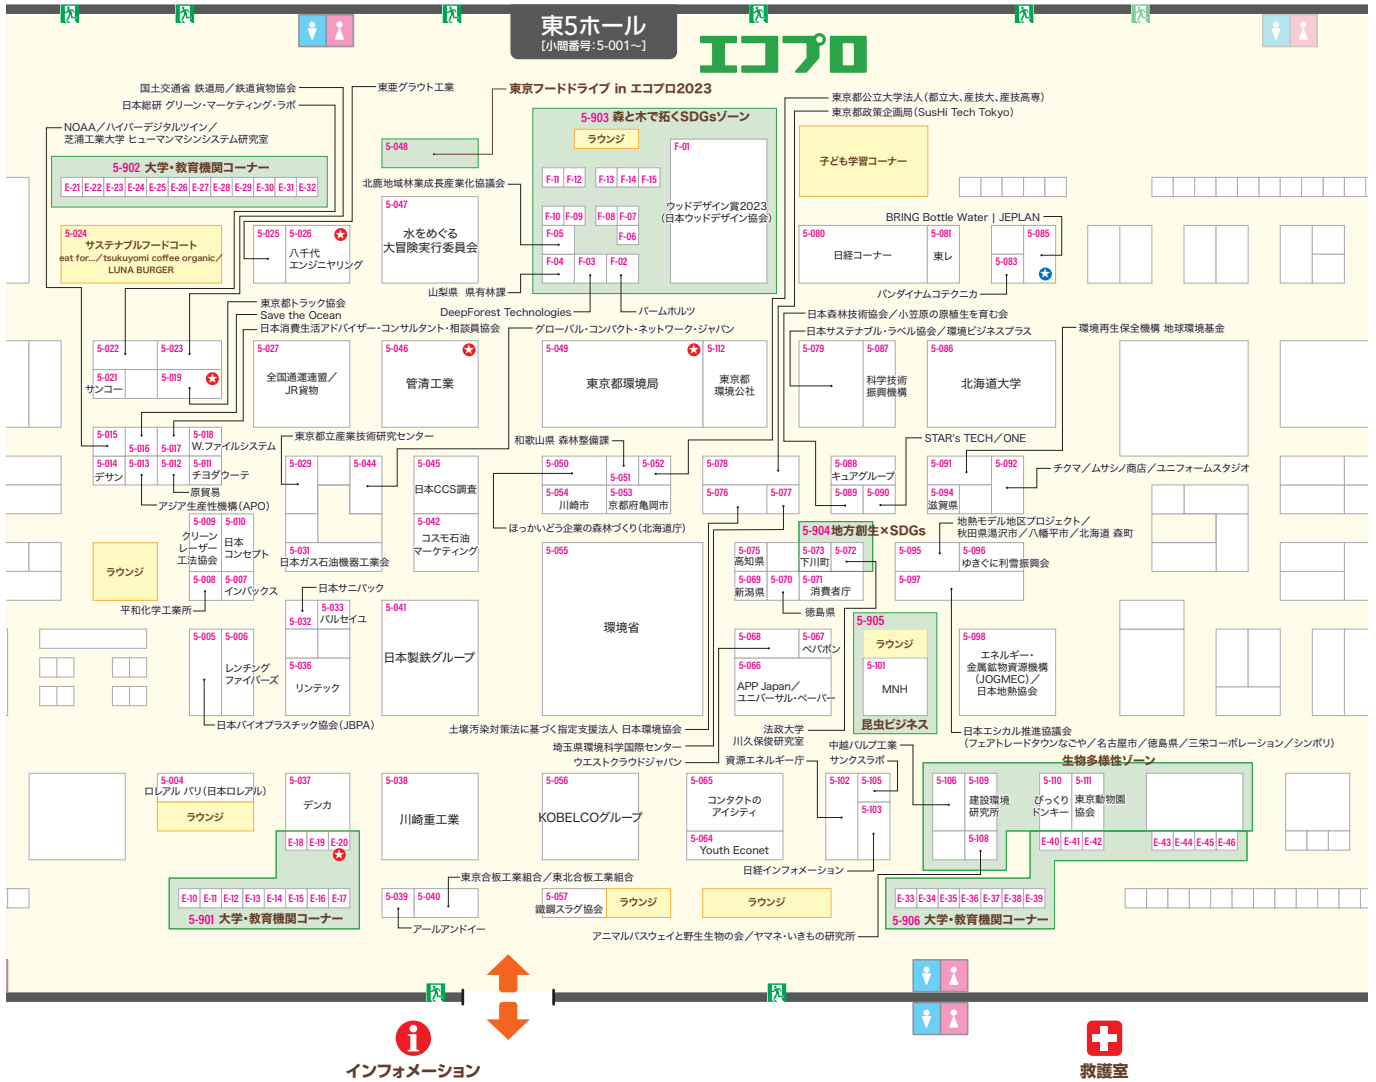 東5ホール
[小間番号:5-001〜]
エコプロ
国土交通省 鉄道局／鉄道貨物協会
日本総研 グリーン・マーケティング・ラボ
NOAA／ハイパーデジタルツイン／
芝浦工業大学 ヒューマンマシンシステム研究室
東亜グラウト工業
東京フードドライブ in エコプロ2023
東京都公立大学法人(都立大、産技大、産技高専)
東京都政策企画局(SusHi Tech Tokyo)
5-902 大学・教育機関コーナー
E-21 E-22 E-23 E-24 E-25 E-26 E-27 E-28 E-29 E-30 E-31 E-32
5-048
5-903 森と木で拓くSDGsゾーン
ラウンジ
F-01
ウッドデザイン賞2023
(日本ウッドデザイン協会)
F-11 F-12 F-13 F-14 F-15
F-10 F-09 F-08 F-07
F-05 F-06
F-04 F-03 F-02
北鹿地域林業成長産業化協議会
山梨県 県有林課
DeepForest Technologies
パームホルツ
子ども学習コーナー
BRING Bottle Water | JEPLAN
5-024
サステナブルフードコート
eat for...／tsukuyomi coffee organic／
LUNA BURGER
5-025
5-026
八千代
エンジニヤリング
5-047
水をめぐる
大冒険実行委員会
5-080
日経コーナー
5-081
東レ
5-083
5-085
バンダイナムコテクニカ
東京都トラック協会
Save the Ocean
日本消費生活アドバイザー・コンサルタント・相談員協会
グローバル・コンパクト・ネットワーク・ジャパン
日本森林技術協会／小笠原の原植生を育む会
日本サステナブル・ラベル協会／環境ビジネスプラス
環境再生保全機構 地球環境基金
5-022
5-023
5-021
サンコー
5-019
5-027
全国通運連盟／
JR貨物
5-046
管清工業
5-049
東京都環境局
5-112
東京都
環境公社
5-079
5-087
科学技術
振興機構
5-086
北海道大学
5-015
5-016
5-017
5-018
W.ファイルシステム
5-014
デサン
5-013
5-012
5-011
チヨダウーテ
原貿易
アジア生産性機構(APO)
東京都立産業技術研究センター
和歌山県 森林整備課
STAR's TECH／ONE
チクマ／ムサシノ商店／ユニフォームスタジオ
5-029
5-044
5-045
日本CCS調査
5-042
コスモ石油
マーケティング
5-050
5-051
5-052
5-054
川崎市
5-053
京都府亀岡市
ほっかいどう企業の森林づくり(北海道庁)
5-078
5-076
5-077
5-088
キュアグループ
5-089
5-090
5-091
5-092
5-094
滋賀県
5-009
クリーン
レーザー
工法協会
5-010
日本
コンセプト
5-008
5-007
インパックス
平和化学工業所
ラウンジ
5-031
日本ガス石油機器工業会
日本サニパック
5-032
5-033
パルセイユ
5-036
リンテック
5-041
日本製鉄グループ
5-055
環境省
5-904 地方創生×SDGs
5-075
高知県
5-073
下川町
5-072
5-069
新潟県
5-070
5-071
消費者庁
徳島県
地熱モデル地区プロジェクト／
秋田県湯沢市／八幡平市／北海道 森町
5-095
5-096
ゆきぐに利雪振興会
5-097
5-005
5-006
レンチング
ファイバーズ
日本バイオプラスチック協会(JBPA)
5-068
5-067
ペパボン
5-066
APP Japan／
ユニバーサル・ペーパー
5-905
ラウンジ
5-101
MNH
昆虫ビジネス
5-098
エネルギー・
金属鉱物資源機構
(JOGMEC)／
日本地熱協会
土壌汚染対策法に基づく指定支援法人 日本環境協会
埼玉県環境科学国際センター
ウエストクラウドジャパン
法政大学
川久保俊研究室
資源エネルギー庁
中越パルプ工業
サンクスラボ
日本エシカル推進協議会
(フェアトレードタウンなごや／名古屋市／徳島県／三栄コーポレーション／シンポリ)
生物多様性ゾーン
5-004
ロレアル パリ(日本ロレアル)
ラウンジ
5-037
デンカ
5-038
川崎重工業
5-056
KOBELCOグループ
5-065
コンタクトの
アイシティ
5-064
Youth Econet
5-102
5-105
5-103
日経インフォメーション
5-106
5-109
建設環境
研究所
5-108
5-110
びっくり
ドンキー
5-111
東京動物園
協会
E-18 E-19 E-20
E-40 E-41 E-42
E-43 E-44 E-45 E-46
E-10 E-11 E-12 E-13 E-14 E-15 E-16 E-17
5-901 大学・教育機関コーナー
東京合板工業組合／東北合板工業組合
5-039
5-040
アールアンドイー
5-057
鐵鋼スラグ協会
ラウンジ
ラウンジ
E-33 E-34 E-35 E-36 E-37 E-38 E-39
5-906 大学・教育機関コーナー
アニマルパスウェイと野生生物の会／ヤマネ・いきもの研究所
インフォメーション
救護室